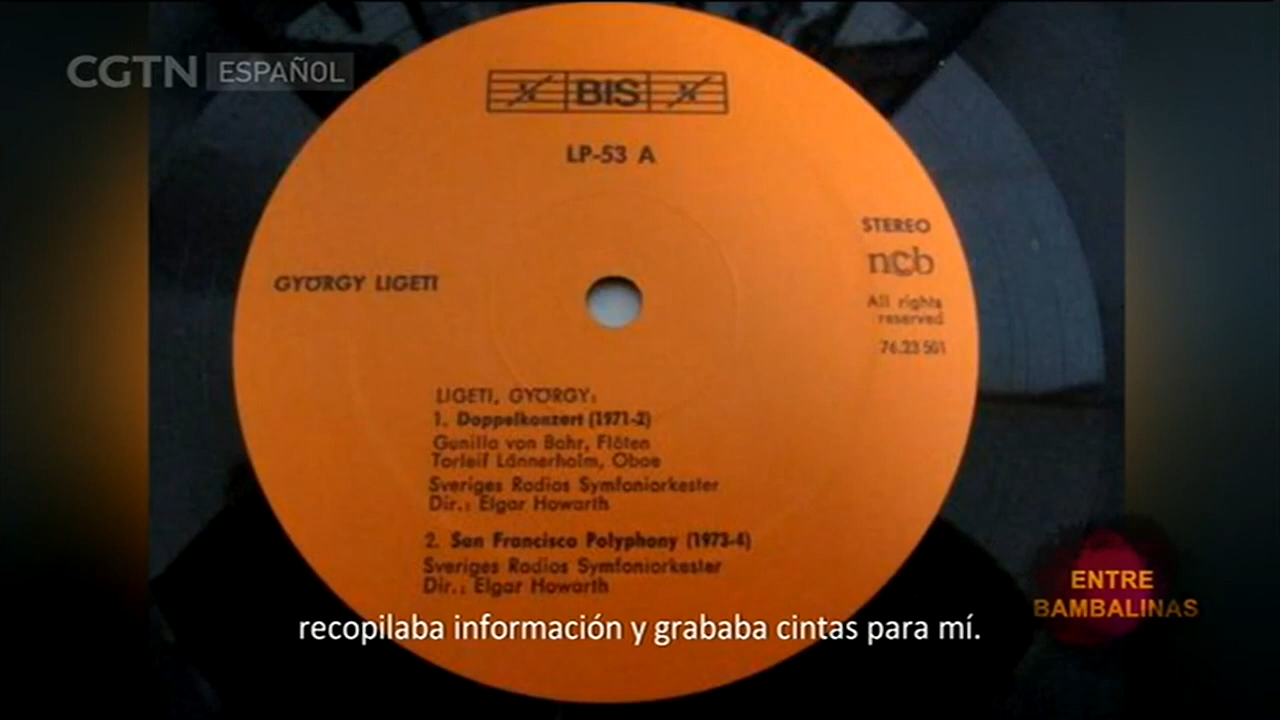 CGTN ESPAÑOL
BIS
LP-53 A
STEREO
ncb
All rights
reserved
76.23 501
GYÖRGY LIGETI
LIGETI, GYÖRGY:
1. Doppelkonzert (1971-2)
Gunilla von Bahr, Flöten
Torleif Lännerholm, Oboe
Sveriges Radios Symfoniorkester
Dir.: Elgar Howarth
2. San Francisco Polyphony (1973-4)
Sveriges Radios Symfoniorkester
Dir.: Elgar Howarth
recopilaba información y grababa cintas para mí.
ENTRE
BAMBALINAS